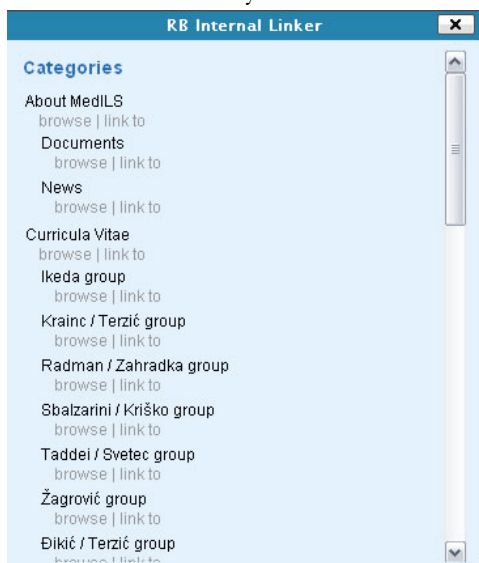 RB Internal Linker
Categories
About MedILS
browse | link to
Documents
browse | link to
News
browse | link to
Curricula Vitae
browse | link to
Ikeda group
browse | link to
Krainc / Terzić group
browse | link to
Radman / Zahradka group
browse | link to
Sbalzarini / Kriško group
browse | link to
Taddei / Svetec group
browse | link to
Žagrović group
browse | link to
Đikić / Terzić group
browse | link to